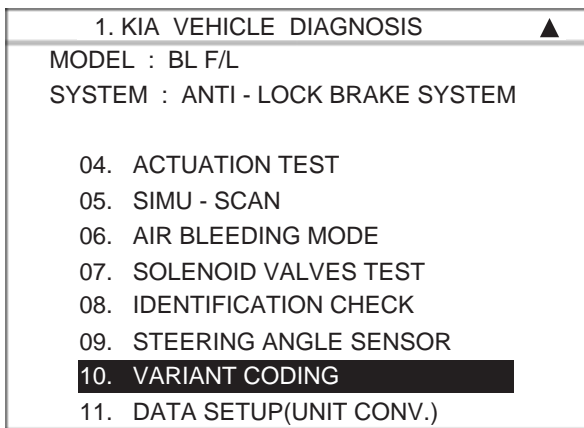 1. KIA VEHICLE DIAGNOSIS ▲
MODEL : BL F/L
SYSTEM : ANTI - LOCK BRAKE SYSTEM
04. ACTUATION TEST
05. SIMU - SCAN
06. AIR BLEEDING MODE
07. SOLENOID VALVES TEST
08. IDENTIFICATION CHECK
09. STEERING ANGLE SENSOR
10. VARIANT CODING
11. DATA SETUP(UNIT CONV.)